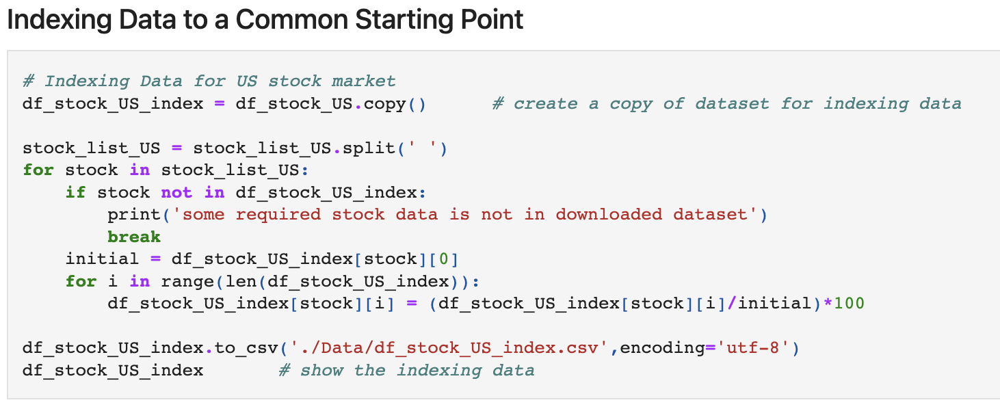 Indexing Data to a Common Starting Point
# Indexing Data for US stock market
df_stock_US_index = df_stock_US.copy()      # create a copy of dataset for indexing data
stock_list_US = stock_list_US.split(' ')
for stock in stock_list_US:
    if stock not in df_stock_US_index:
        print('some required stock data is not in downloaded dataset')
        break
    initial = df_stock_US_index[stock][0]
    for i in range(len(df_stock_US_index)):
        df_stock_US_index[stock][i] = (df_stock_US_index[stock][i]/initial)*100
df_stock_US_index.to_csv('./Data/df_stock_US_index.csv',encoding='utf-8')
df_stock_US_index       # show the indexing data